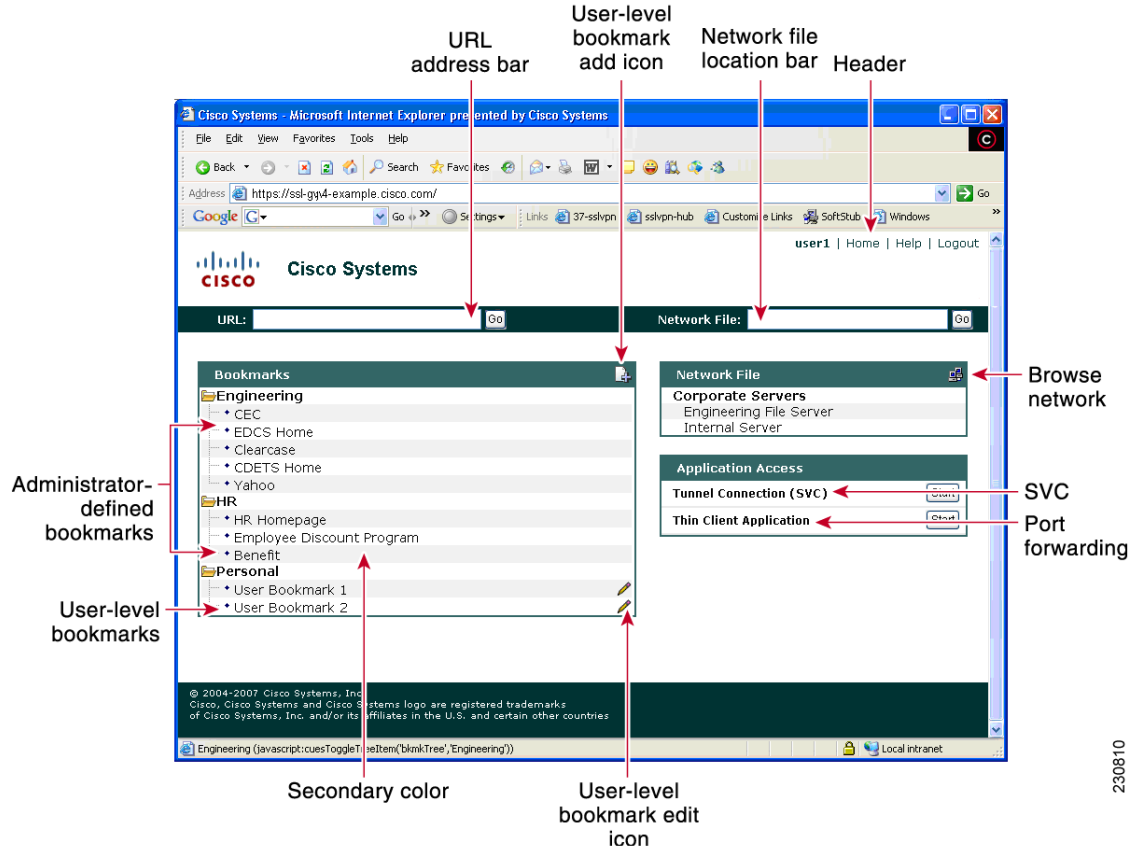 User-level
bookmark
add icon
URL
address bar
Network file
location bar
Header
Cisco Systems - Microsoft Internet Explorer presented by Cisco Systems
File Edit View Favorites Tools Help
Back Search Favorites
Address https://ssl-gw4-example.cisco.com/ Go
Google G Go Settings Links 37-sslvpn sslvpn-hub Customize Links SoftStub Windows
user1 | Home | Help | Logout
CISCO
Cisco Systems
URL: Go Network File: Go
Bookmarks
Engineering
CEC
EDCS Home
Clearcase
CDETS Home
Yahoo
HR
HR Homepage
Employee Discount Program
Benefit
Personal
User Bookmark 1
User Bookmark 2
Network File
Corporate Servers
Engineering File Server
Internal Server
Application Access
Tunnel Connection (SVC) Start
Thin Client Application Start
Browse
network
SVC
Port
forwarding
Administrator-
defined
bookmarks
User-level
bookmarks
© 2004-2007 Cisco Systems, Inc
Cisco, Cisco Systems and Cisco Systems logo are registered trademarks
of Cisco Systems, Inc. and/or its affiliates in the U.S. and certain other countries
Engineering (javascript:cuesToggleTreeItem('bkmkTree','Engineering')) Local intranet
Secondary color
User-level
bookmark edit
icon
230810